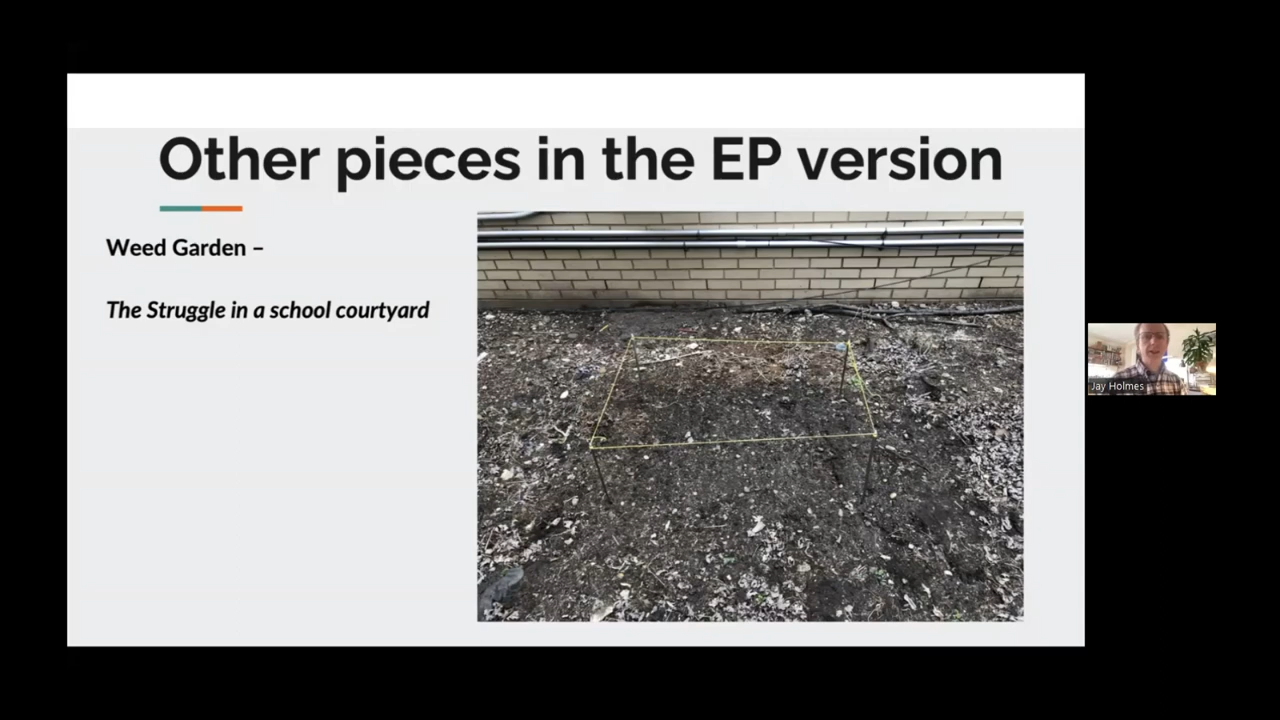 Other pieces in the EP version
Weed Garden –
The Struggle in a school courtyard
Jay Holmes